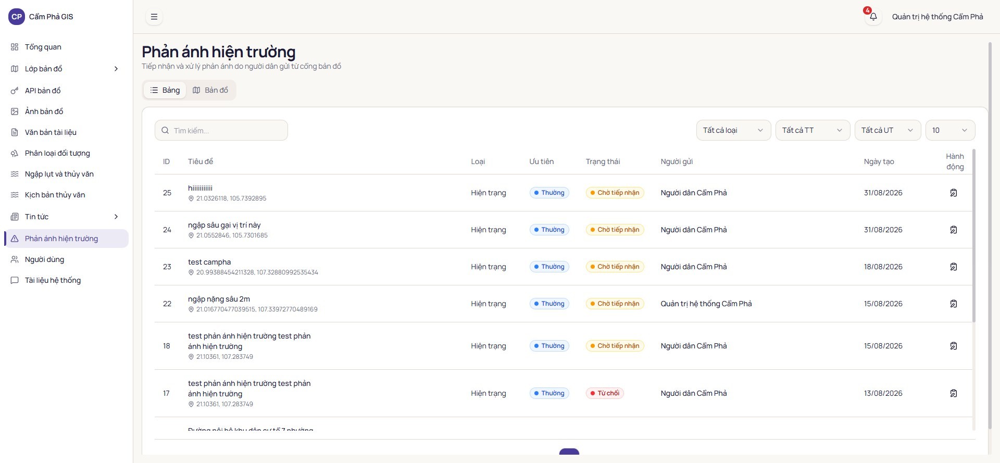 CP Cẩm Phả GIS
4
Quản trị hệ thống Cẩm Phả
Tổng quan
Lớp bản đồ
API bản đồ
Ảnh bản đồ
Văn bản tài liệu
Phân loại đối tượng
Ngập lụt và thủy văn
Kịch bản thủy văn
Tin tức
Phản ánh hiện trường
Người dùng
Tài liệu hệ thống
Phản ánh hiện trường
Tiếp nhận và xử lý phản ánh do người dân gửi từ cổng bản đồ
Bảng Bản đồ
Tìm kiếm... Tất cả loại Tất cả TT Tất cả UT 10
ID Tiêu đề Loại Ưu tiên Trạng thái Người gửi Ngày tạo Hành động
25 hiiiiiiiiiii Hiện trạng Thường Chờ tiếp nhận Người dân Cẩm Phả 31/08/2026
21.0326118, 105.7392895
24 ngập sâu gại vị trí này Hiện trạng Thường Chờ tiếp nhận Người dân Cẩm Phả 31/08/2026
21.0552846, 105.7301685
23 test campha Hiện trạng Thường Chờ tiếp nhận Người dân Cẩm Phả 18/08/2026
20.99388454211328, 107.32880992535434
22 ngập nặng sâu 2m Hiện trạng Thường Chờ tiếp nhận Quản trị hệ thống Cẩm Phả 15/08/2026
21.016770477039515, 107.33972770489169
18 test phản ánh hiện trường test phản Hiện trạng Thường Chờ tiếp nhận Người dân Cẩm Phả 15/08/2026
ánh hiện trường
21.10361, 107.283749
17 test phản ánh hiện trường test phản Hiện trạng Thường Từ chối Người dân Cẩm Phả 13/08/2026
ánh hiện trường
21.10361, 107.283749
Đường nội bộ khu dân cư tổ 7 phường